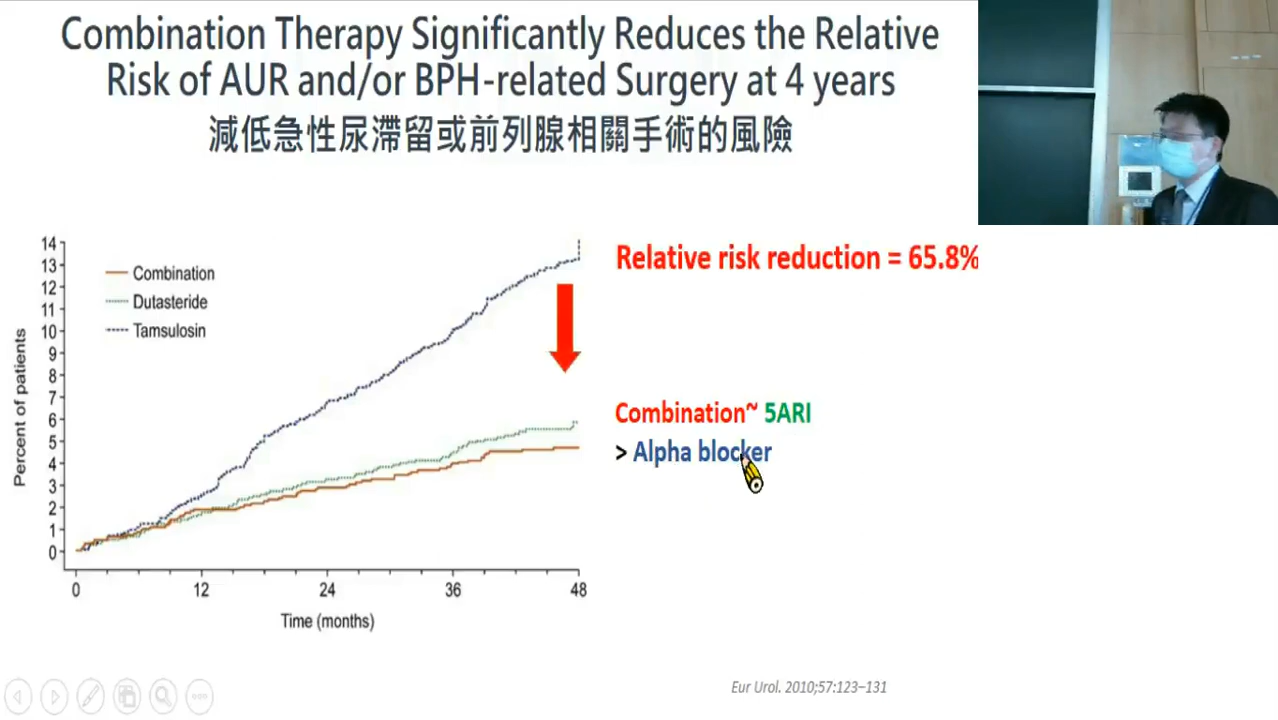 Combination Therapy Significantly Reduces the Relative
Risk of AUR and/or BPH-related Surgery at 4 years
減低急性尿滯留或前列腺相關手術的風險
Relative risk reduction = 65.8%
Combination
Dutasteride
Tamsulosin
Percent of patients
14
13
12
11
10
9
8
7
6
5
4
3
2
1
0
0 12 24 36 48
Time (months)
Combination~ 5ARI
> Alpha blocker
Eur Urol. 2010;57:123–131